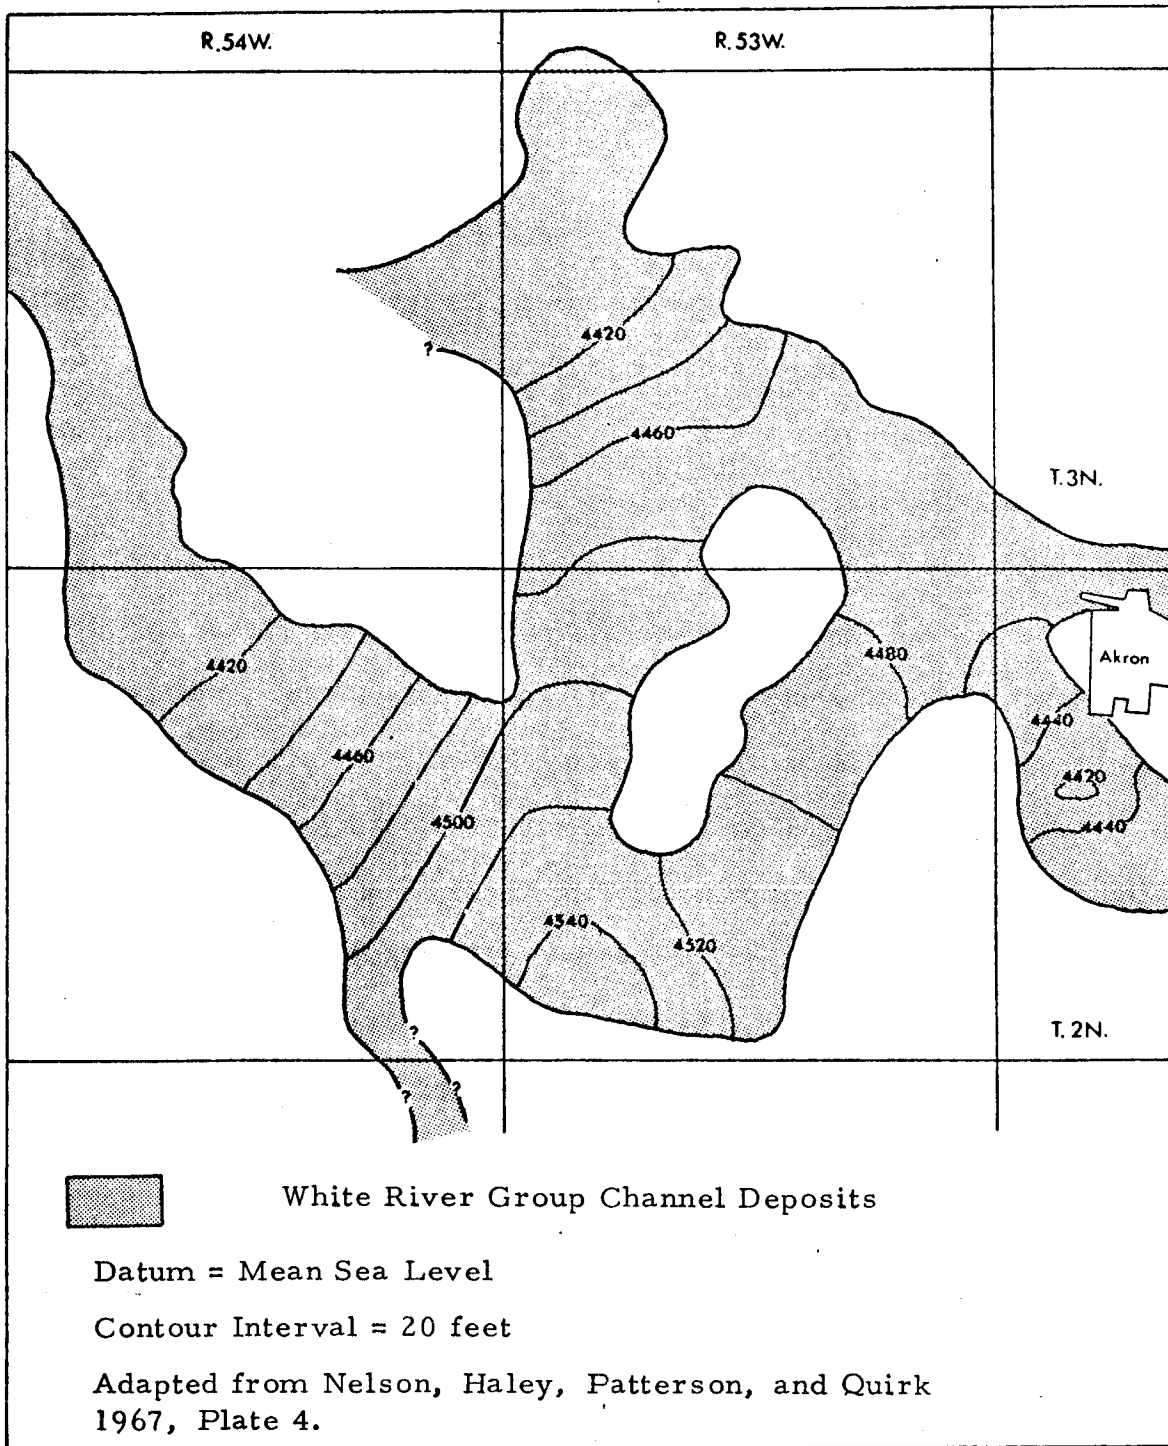 R.54W.
R.53W.
4420
?
4460
T.3N.
4480
Akron
4420
4440
4460
4420
4500
4440
4540
4520
?
T.2N.
?
?
White River Group Channel Deposits
Datum = Mean Sea Level
Contour Interval = 20 feet
Adapted from Nelson, Haley, Patterson, and Quirk
1967, Plate 4.